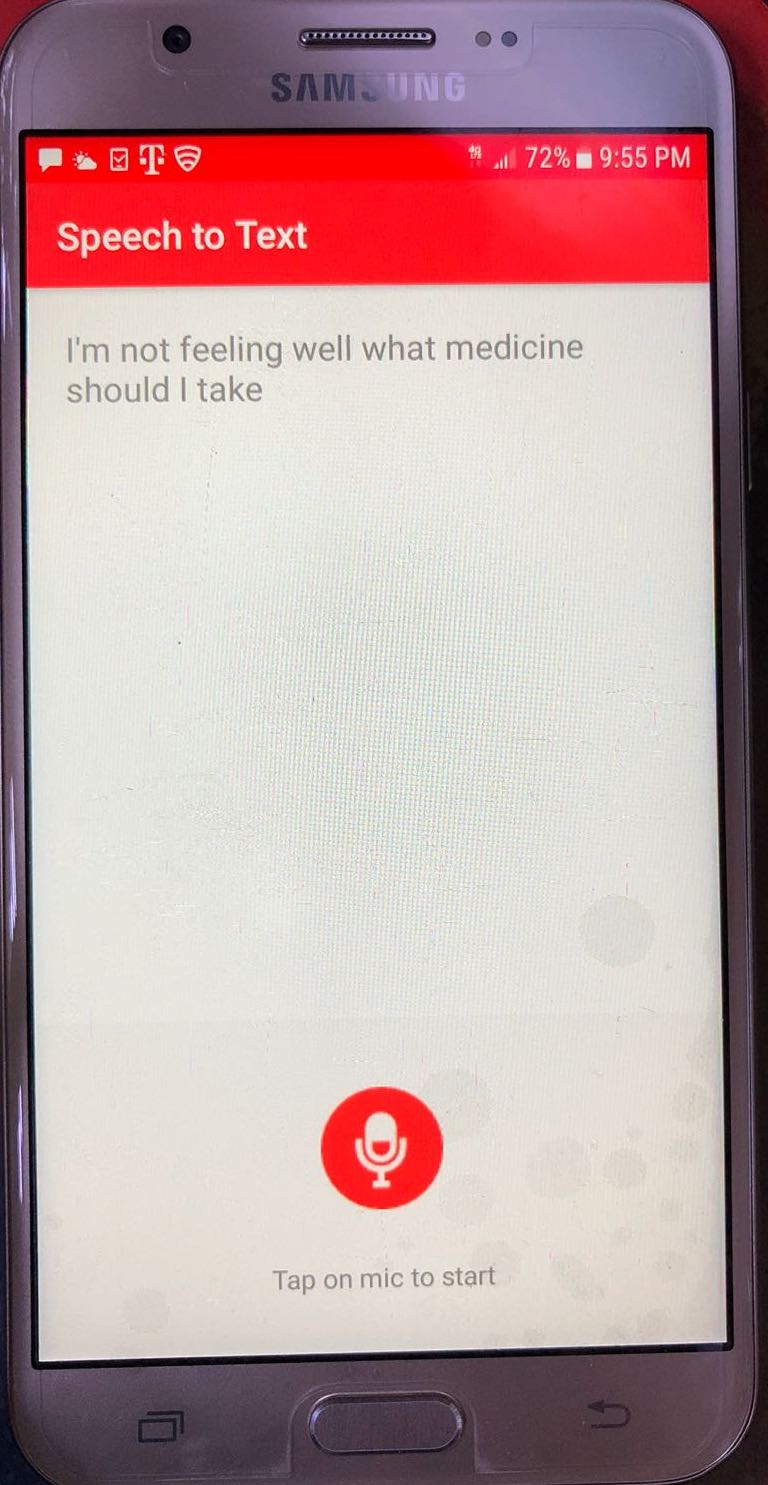 SAMSUNG
4G 72% 9:55 PM
Speech to Text
I'm not feeling well what medicine
should I take
Tap on mic to start